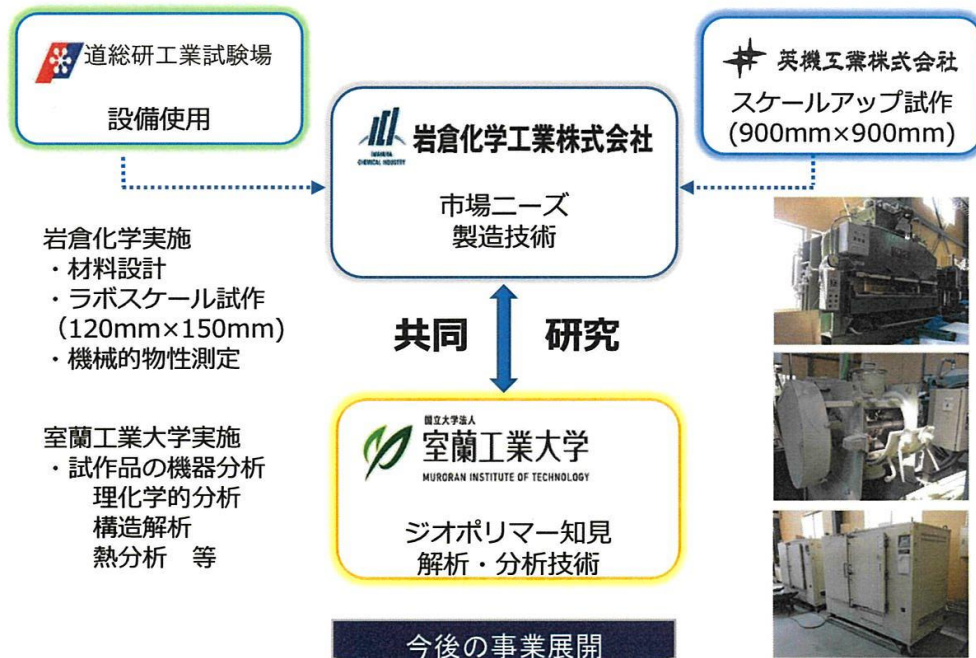 道総研工業試験場
設備使用
英機工業株式会社
スケールアップ試作
(900mm×900mm)
IWAKURA
CHEMICAL INDUSTRY
岩倉化学工業株式会社
市場ニーズ
製造技術
岩倉化学実施
・材料設計
・ラボスケール試作
（120mm×150mm)
・機械的物性測定
共同 研究
室蘭工業大学実施
・試作品の機器分析
理化学的分析
構造解析
熱分析 等
国立大学法人
室蘭工業大学
MURORAN INSTITUTE OF TECHNOLOGY
ジオポリマー知見
解析・分析技術
今後の事業展開